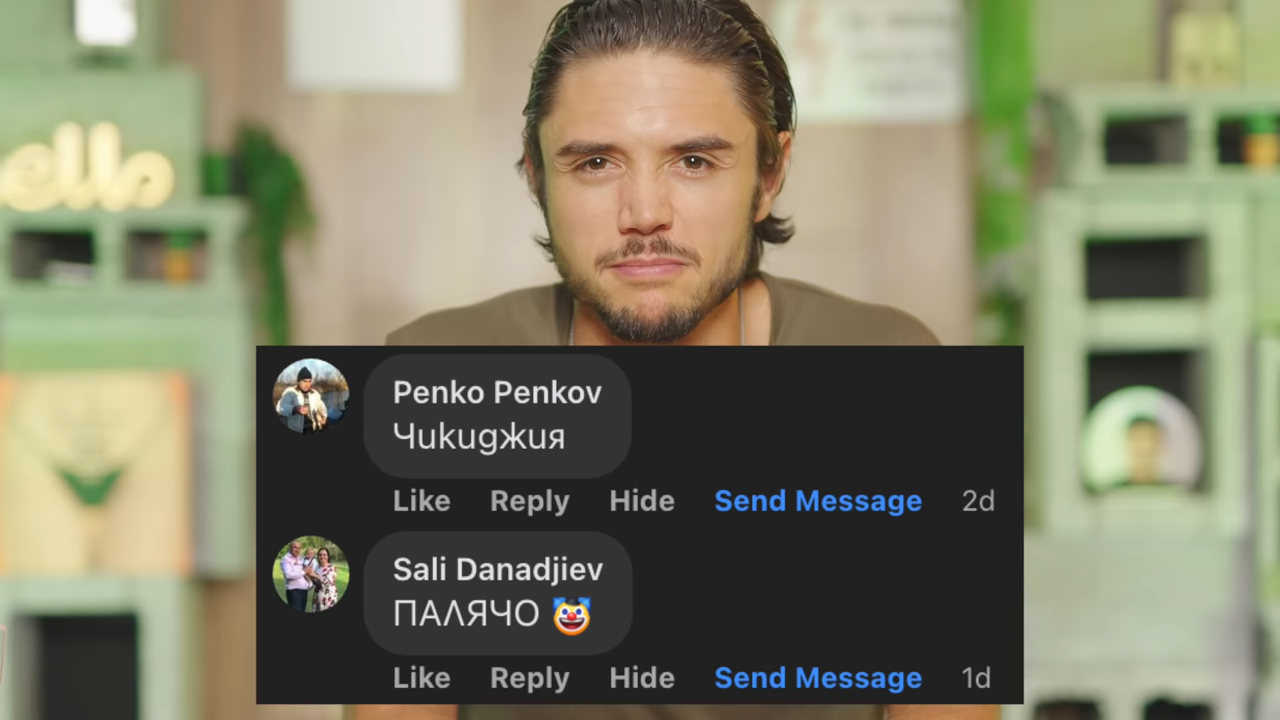 ello
Penko Penkov
Чикиджия
Like Reply Hide Send Message 2d
Sali Danadjiev
ПАЛЯЧО 🤡
Like Reply Hide Send Message 1d